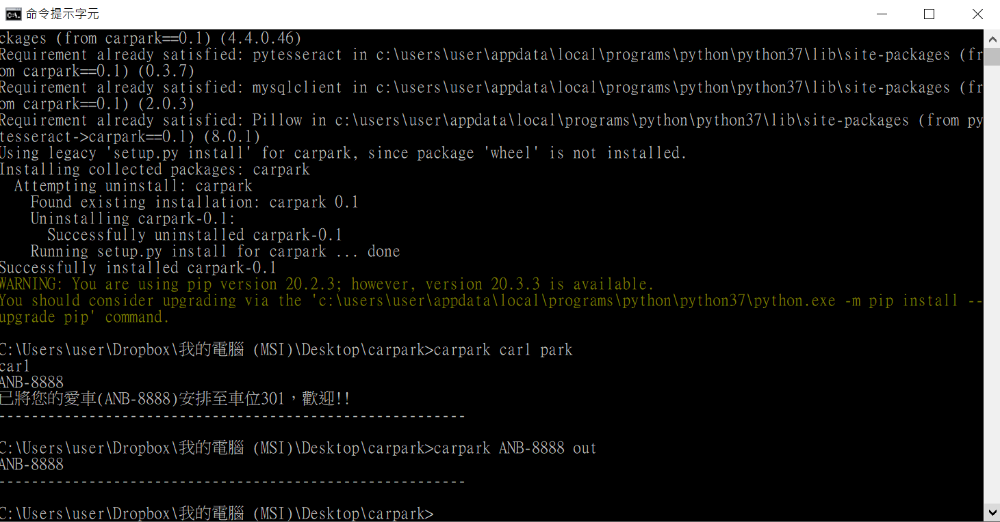 命令提示字元
ckages (from carpark==0.1) (4.4.0.46)
Requirement already satisfied: pytesseract in c:\users\user\appdata\local\programs\python\python37\lib\site-packages (fr
om carpark==0.1) (0.3.7)
Requirement already satisfied: mysqlclient in c:\users\user\appdata\local\programs\python\python37\lib\site-packages (fr
om carpark==0.1) (2.0.3)
Requirement already satisfied: Pillow in c:\users\user\appdata\local\programs\python\python37\lib\site-packages (from py
tesseract->carpark==0.1) (8.0.1)
Using legacy 'setup.py install' for carpark, since package 'wheel' is not installed.
Installing collected packages: carpark
  Attempting uninstall: carpark
    Found existing installation: carpark 0.1
    Uninstalling carpark-0.1:
      Successfully uninstalled carpark-0.1
    Running setup.py install for carpark ... done
Successfully installed carpark-0.1
WARNING: You are using pip version 20.2.3; however, version 20.3.3 is available.
You should consider upgrading via the 'c:\users\user\appdata\local\programs\python\python37\python.exe -m pip install --
upgrade pip' command.
C:\Users\user\Dropbox\我的電腦 (MSI)\Desktop\carpark>carpark carl park
carl
ANB-8888
已將您的愛車(ANB-8888)安排至車位301，歡迎!!
---------------------------------------------------------
C:\Users\user\Dropbox\我的電腦 (MSI)\Desktop\carpark>carpark ANB-8888 out
ANB-8888
---------------------------------------------------------
C:\Users\user\Dropbox\我的電腦 (MSI)\Desktop\carpark>